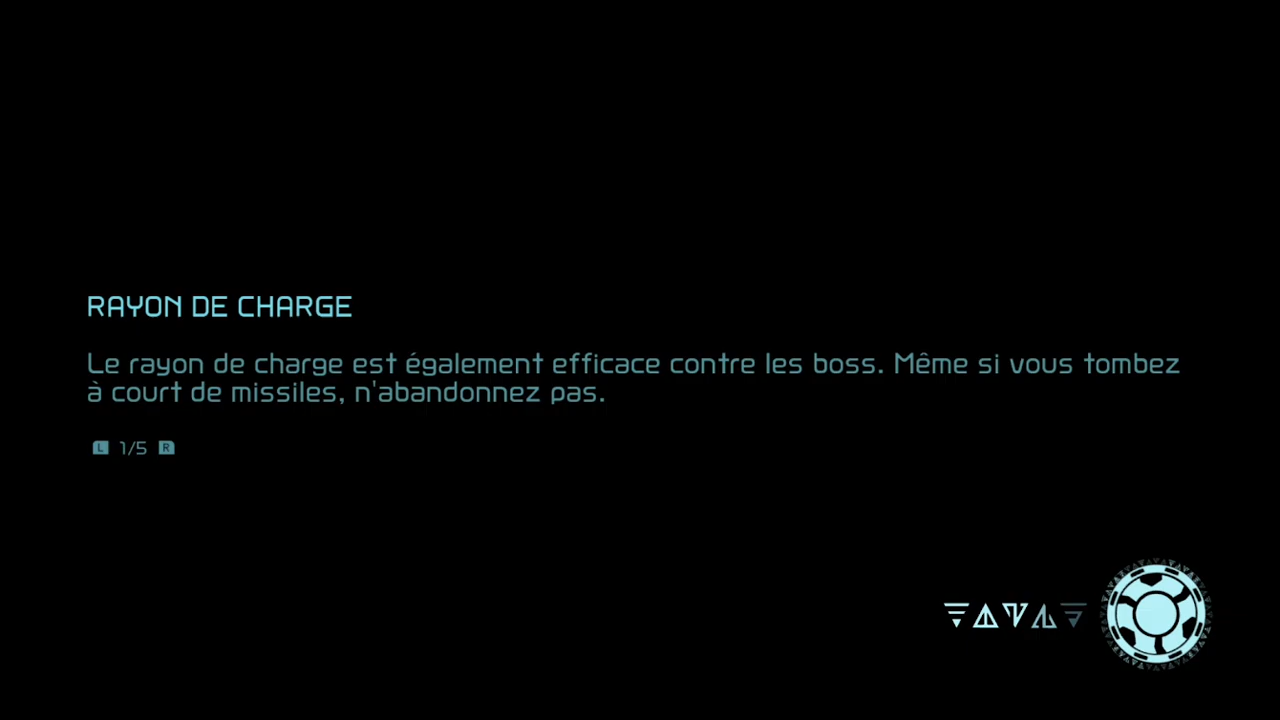 RAYON DE CHARGE
Le rayon de charge est également efficace contre les boss. Même si vous tombez
à court de missiles, n'abandonnez pas.
L 1/5 R